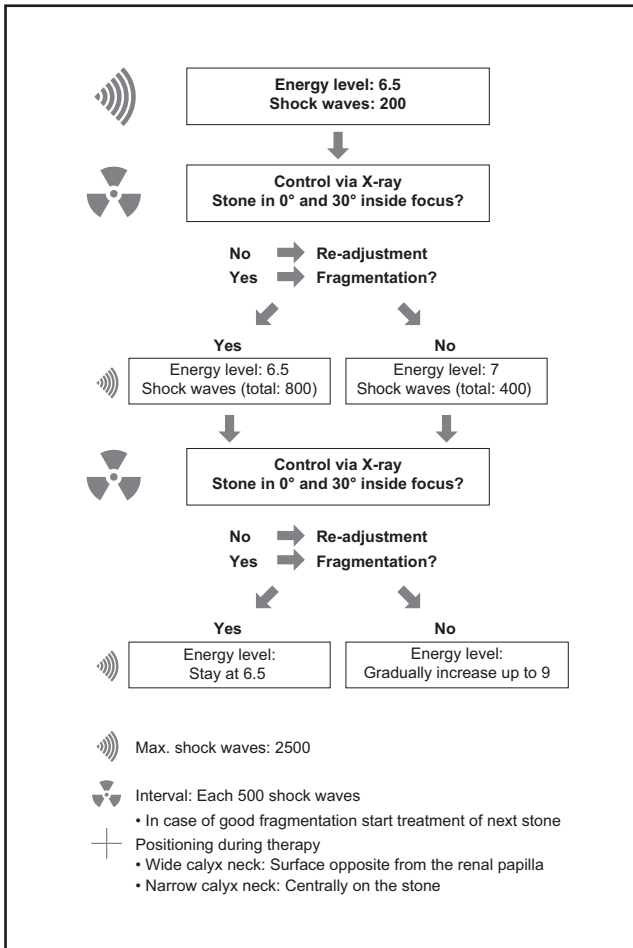 Energy level: 6.5
Shock waves: 200
Control via X-ray
Stone in 0° and 30° inside focus?
No Re-adjustment
Yes Fragmentation?
Yes No
Energy level: 6.5
Shock waves (total: 800)
Energy level: 7
Shock waves (total: 400)
Control via X-ray
Stone in 0° and 30° inside focus?
No Re-adjustment
Yes Fragmentation?
Yes No
Energy level:
Stay at 6.5
Energy level:
Gradually increase up to 9
Max. shock waves: 2500
Interval: Each 500 shock waves
• In case of good fragmentation start treatment of next stone
Positioning during therapy
• Wide calyx neck: Surface opposite from the renal papilla
• Narrow calyx neck: Centrally on the stone